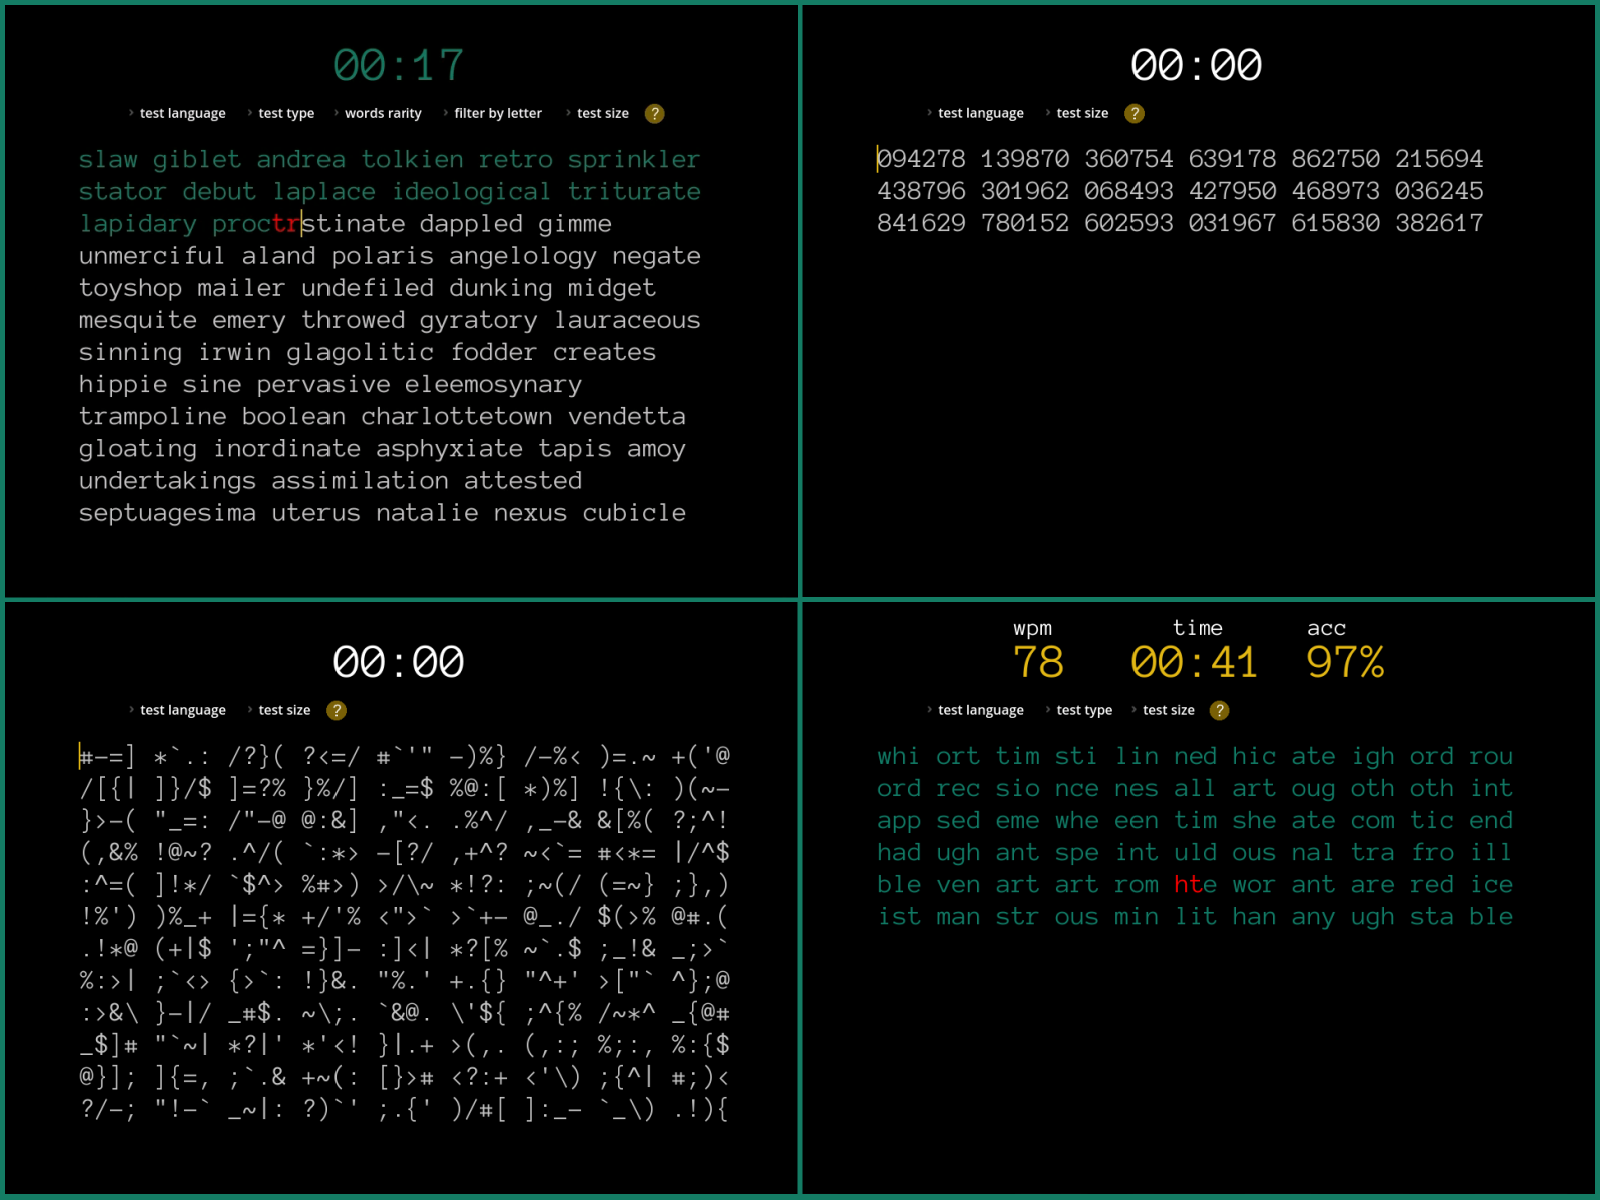 00:17
› test language › test type › words rarity › filter by letter › test size ?
slaw giblet andrea tolkien retro sprinkler
stator debut laplace ideological triturate
lapidary proctrstinate dappled gimme
unmerciful aland polaris angelology negate
toyshop mailer undefiled dunking midget
mesquite emery throwed gyratory lauraceous
sinning irwin glagolitic fodder creates
hippie sine pervasive eleemosynary
trampoline boolean charlottetown vendetta
gloating inordinate asphyxiate tapis amoy
undertakings assimilation attested
septuagesima uterus natalie nexus cubicle
00:00
› test language › test size ?
094278 139870 360754 639178 862750 215694
438796 301962 068493 427950 468973 036245
841629 780152 602593 031967 615830 382617
00:00
› test language › test size ?
#-=] *`.: /?}( ?<=/ #`'" -)%} /-%< )=.~ +('@
/[{| ]}/$ ]=?% }%/] :_=$ %@:[ *)%] !{\: )(~-
}>-( "_=: /"-@ @:&] ,"<. .%^/ ,_-& &[%( ?;^!
(,&% !@~? .^/( `:*> -[?/ ,+^? ~<`= #<*= |/^$
:^=( ]!*/ `$^> %#>) >/\~ *!?: ;~(/ (=~} ;},)
!%') )%_+ |={* +/'% <">` >`+- @_./ $(>% @#.(
.!*@ (+|$ ';"^ =}]- :]<| *?[% ~`.$ ;_!& _;>`
%:>| ;`<> {>`: !}&. "%.' +.{} "^+' >["` ^};@
:>&\ }-|/ _#$. ~\;. `&@. \'${ ;^{% /~*^ _{@#
_$]# "`~| *?|' *'<! }|.+ >(,. (,:; %;:, %:{$
@}]; ]{=, ;`.& +~(: [}># <?:+ <'\) ;{^| #;)<
?/-; "!-` _~|: ?)`' ;.{' )/#[ ]:_- `_\) .!){
wpm time acc
78 00:41 97%
› test language › test type › test size ?
whi ort tim sti lin ned hic ate igh ord rou
ord rec sio nce nes all art oug oth oth int
app sed eme whe een tim she ate com tic end
had ugh ant spe int uld ous nal tra fro ill
ble ven art art rom hte wor ant are red ice
ist man str ous min lit han any ugh sta ble